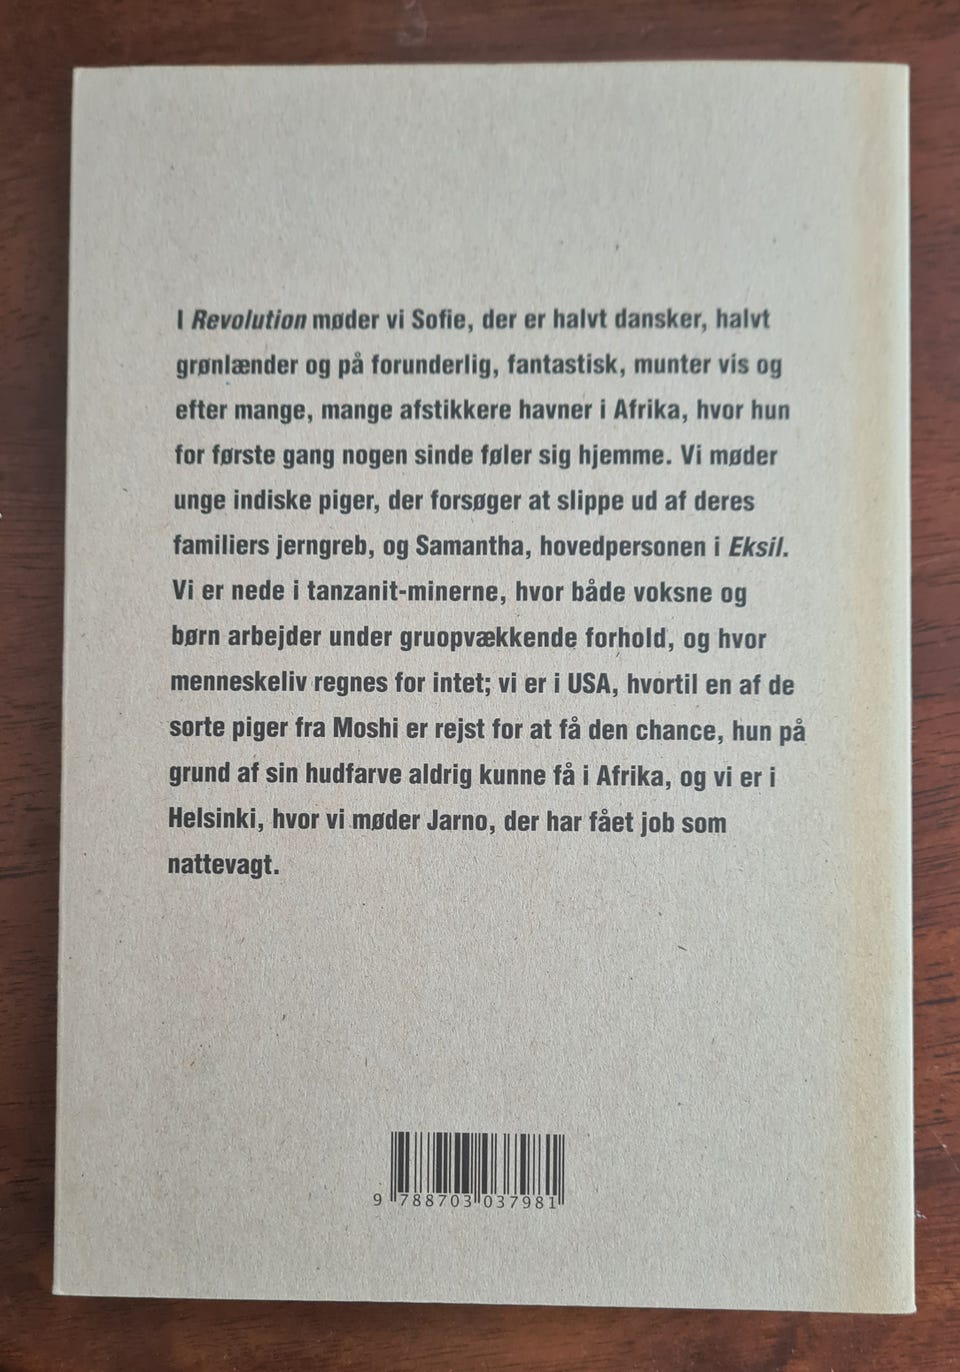 I Revolution møder vi Sofie, der er halvt dansker, halvt
grønlænder og på forunderlig, fantastisk, munter vis og
efter mange, mange afstikkere havner i Afrika, hvor hun
for første gang nogen sinde føler sig hjemme. Vi møder
unge indiske piger, der forsøger at slippe ud af deres
familiers jerngreb, og Samantha, hovedpersonen i Eksil.
Vi er nede i tanzanit-minerne, hvor både voksne og
børn arbejder under gruopvækkende forhold, og hvor
menneskeliv regnes for intet; vi er i USA, hvortil en af de
sorte piger fra Moshi er rejst for at få den chance, hun på
grund af sin hudfarve aldrig kunne få i Afrika, og vi er i
Helsinki, hvor vi møder Jarno, der har fået job som
nattevagt.
9 788703 037981